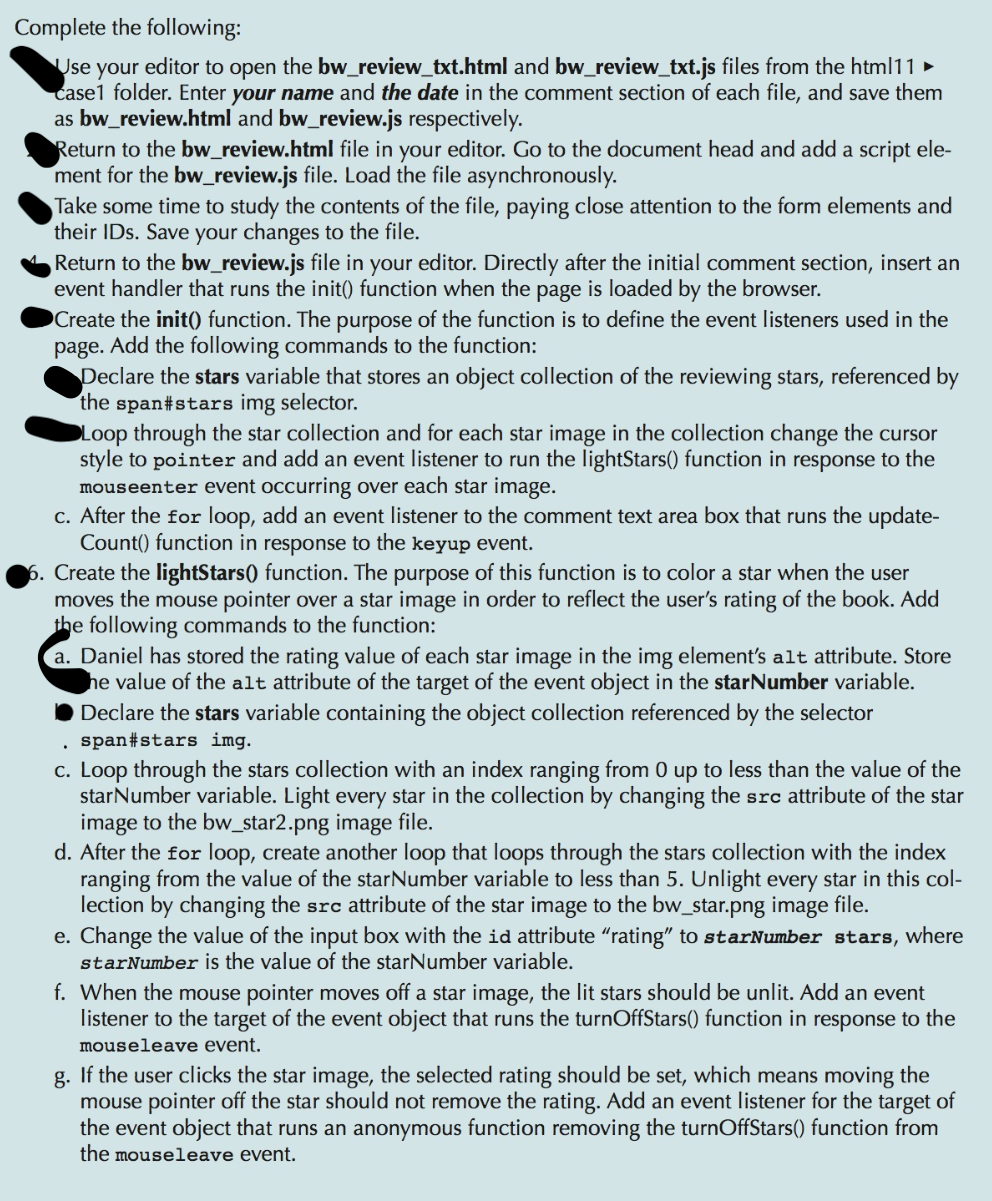 Complete the following:
Use your editor to open the bw_review_txt.html and bw_review_txt.js files from the html11 ▸
case1 folder. Enter your name and the date in the comment section of each file, and save them
as bw_review.html and bw_review.js respectively.
Return to the bw_review.html file in your editor. Go to the document head and add a script ele-
ment for the bw_review.js file. Load the file asynchronously.
Take some time to study the contents of the file, paying close attention to the form elements and
their IDs. Save your changes to the file.
4. Return to the bw_review.js file in your editor. Directly after the initial comment section, insert an
event handler that runs the init() function when the page is loaded by the browser.
Create the init() function. The purpose of the function is to define the event listeners used in the
page. Add the following commands to the function:
Declare the stars variable that stores an object collection of the reviewing stars, referenced by
the span#stars img selector.
Loop through the star collection and for each star image in the collection change the cursor
style to pointer and add an event listener to run the lightStars() function in response to the
mouseenter event occurring over each star image.
c. After the for loop, add an event listener to the comment text area box that runs the update-
Count() function in response to the keyup event.
6. Create the lightStars() function. The purpose of this function is to color a star when the user
moves the mouse pointer over a star image in order to reflect the user's rating of the book. Add
the following commands to the function:
a. Daniel has stored the rating value of each star image in the img element's alt attribute. Store
the value of the alt attribute of the target of the event object in the starNumber variable.
Declare the stars variable containing the object collection referenced by the selector
. span#stars img.
c. Loop through the stars collection with an index ranging from 0 up to less than the value of the
starNumber variable. Light every star in the collection by changing the src attribute of the star
image to the bw_star2.png image file.
d. After the for loop, create another loop that loops through the stars collection with the index
ranging from the value of the starNumber variable to less than 5. Unlight every star in this col-
lection by changing the src attribute of the star image to the bw_star.png image file.
e. Change the value of the input box with the id attribute "rating" to starNumber stars, where
starNumber is the value of the starNumber variable.
f. When the mouse pointer moves off a star image, the lit stars should be unlit. Add an event
listener to the target of the event object that runs the turnOffStars() function in response to the
mouseleave event.
g. If the user clicks the star image, the selected rating should be set, which means moving the
mouse pointer off the star should not remove the rating. Add an event listener for the target of
the event object that runs an anonymous function removing the turnOffStars() function from
the mouseleave event.